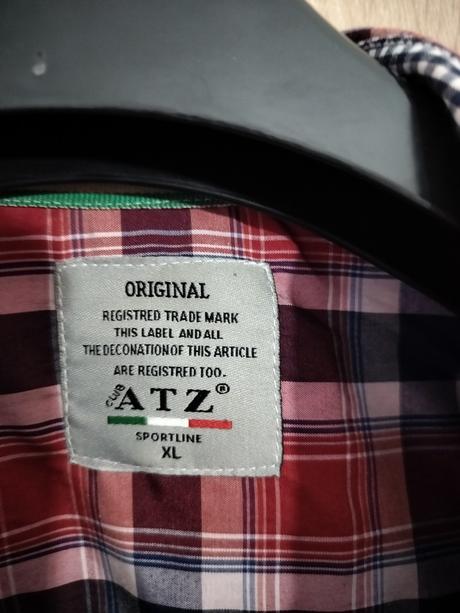 ORIGINAL
REGISTRED TRADE MARK
THIS LABEL AND ALL
THE DECONATION OF THIS ARTICLE
ARE REGISTRED TOO.
CLUB ATZ®
SPORTLINE
XL